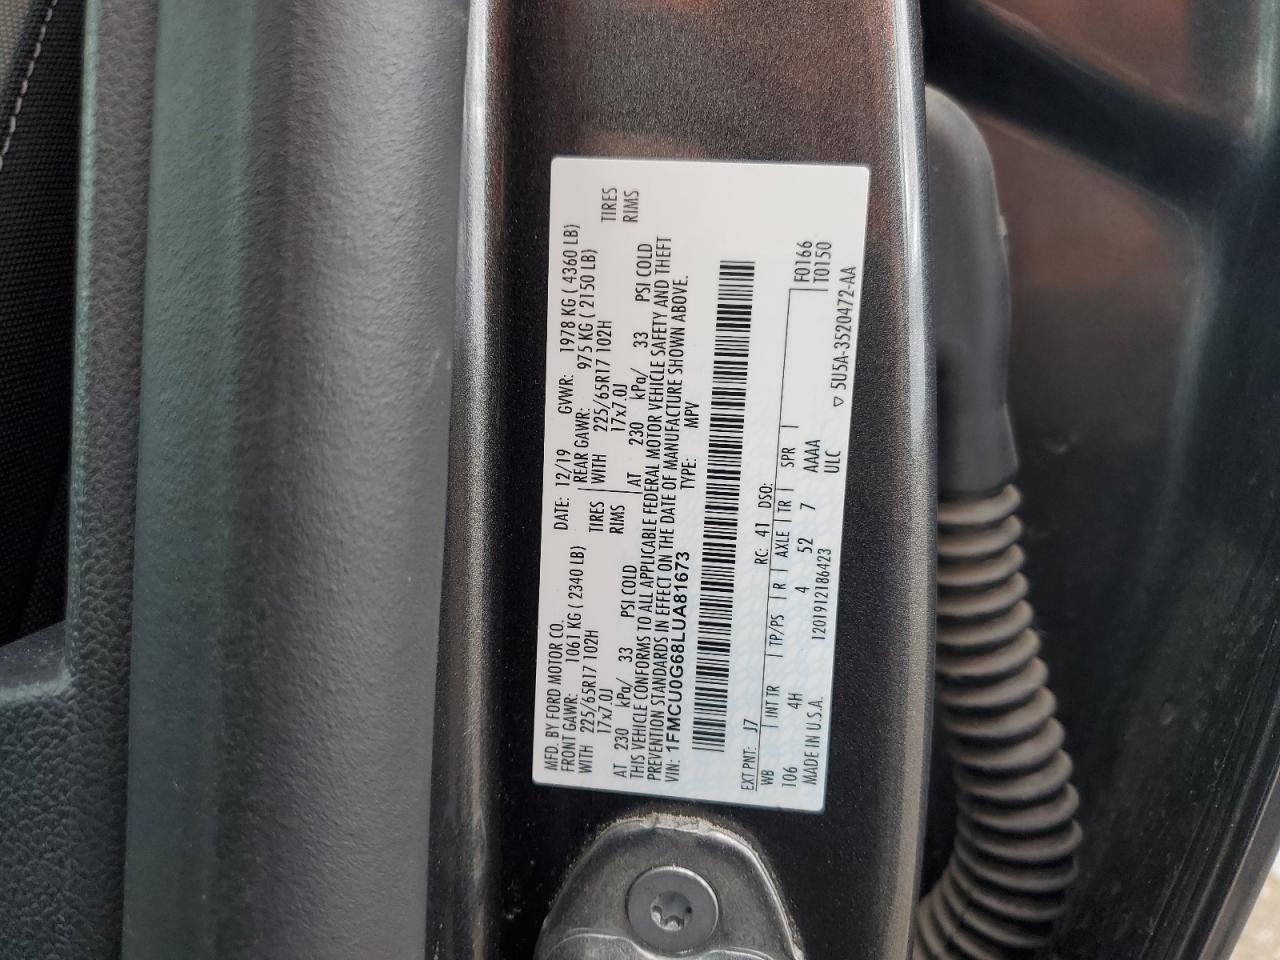 MFD. BY FORD MOTOR CO. DATE: 12/19 GVWR: 1978 KG ( 4360 LB)
FRONT GAWR: 1061 KG ( 2340 LB) REAR GAWR: 975 KG ( 2150 LB)
WITH 225/65R17 102H TIRES WITH 225/65R17 102H TIRES
17x7.0J RIMS 17x7.0J RIMS
AT 230 kPa/ 33 PSI COLD AT 230 kPa/ 33 PSI COLD
THIS VEHICLE CONFORMS TO ALL APPLICABLE FEDERAL MOTOR VEHICLE SAFETY AND THEFT
PREVENTION STANDARDS IN EFFECT ON THE DATE OF MANUFACTURE SHOWN ABOVE.
VIN: 1FMCU0G68LUA81673 TYPE: MPV
EXT PNT: J7 RC: 41 DSO: F0166
WB INT TR TP/PS R AXLE TR SPR T0150
106 4H 4 52 7 AAAA
MADE IN U.S.A. 1201912186423 ULC ▽ 5U5A-3520472-AA